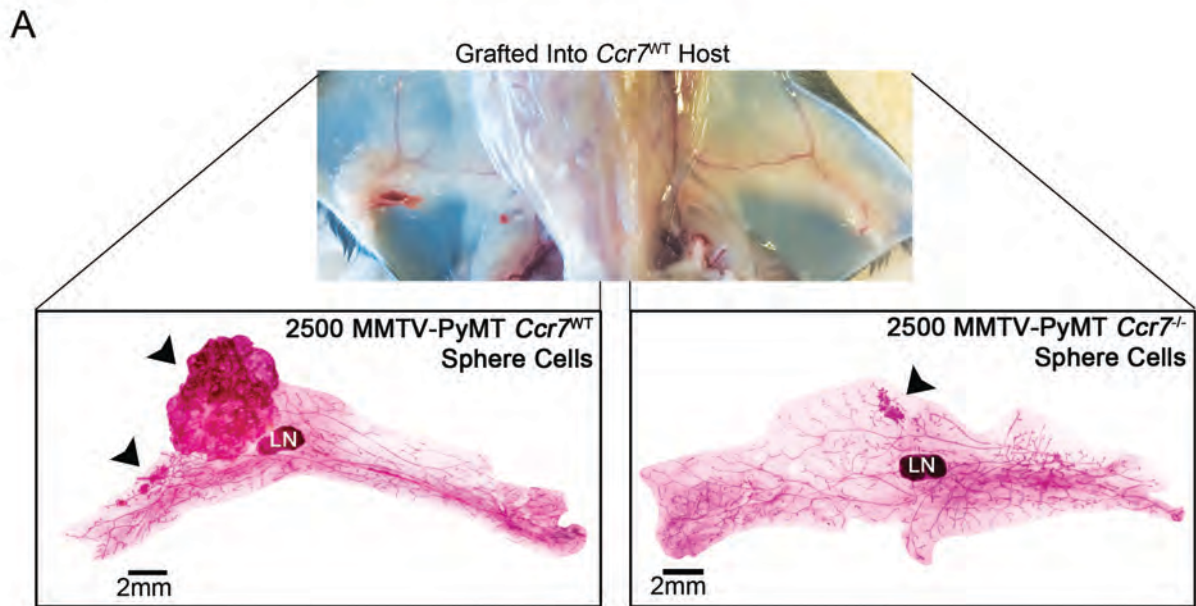 A
Grafted Into Ccr7WT Host
2500 MMTV-PyMT Ccr7WT
Sphere Cells
LN
2mm
2500 MMTV-PyMT Ccr7-/-
Sphere Cells
LN
2mm